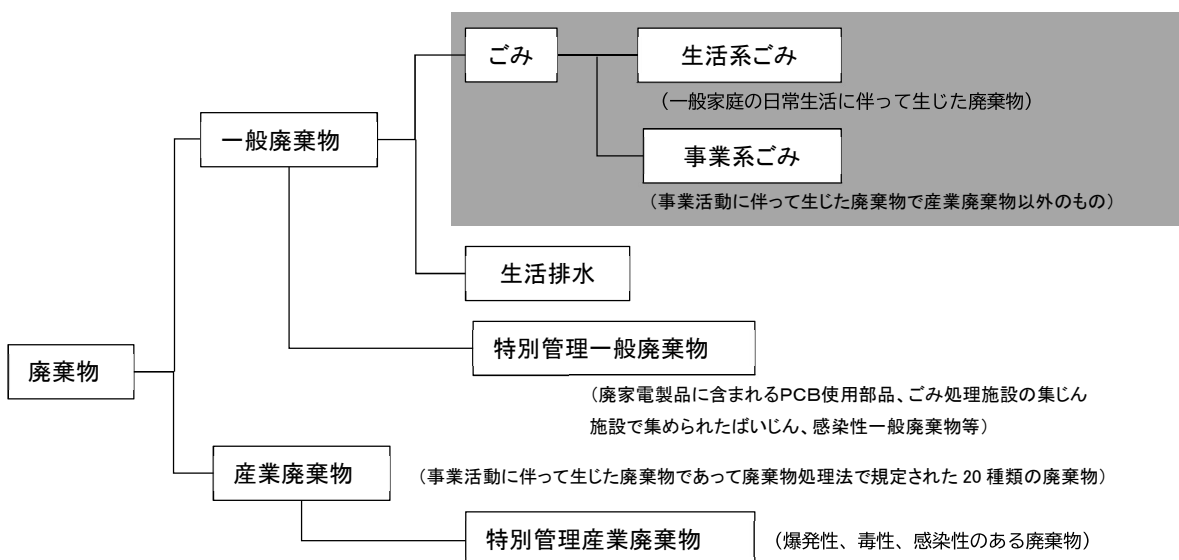 ごみ
生活系ごみ
（一般家庭の日常生活に伴って生じた廃棄物）
一般廃棄物
事業系ごみ
（事業活動に伴って生じた廃棄物で産業廃棄物以外のもの）
生活排水
特別管理一般廃棄物
廃棄物
（廃家電製品に含まれるPCB使用部品、ごみ処理施設の集じん
施設で集められたばいじん、感染性一般廃棄物等）
産業廃棄物
（事業活動に伴って生じた廃棄物であって廃棄物処理法で規定された 20 種類の廃棄物）
特別管理産業廃棄物
（爆発性、毒性、感染性のある廃棄物）